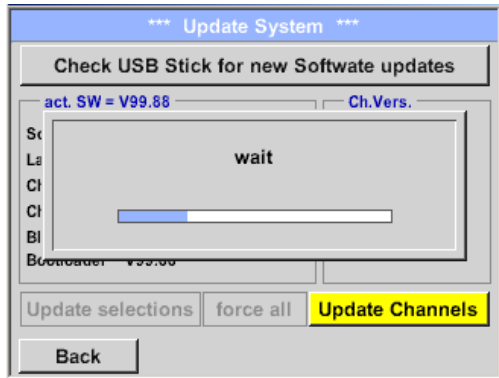 *** Update System ***
Check USB Stick for new Softwate updates
act. SW = V99.88
Ch.Vers.
wait
Update selections
force all
Update Channels
Back